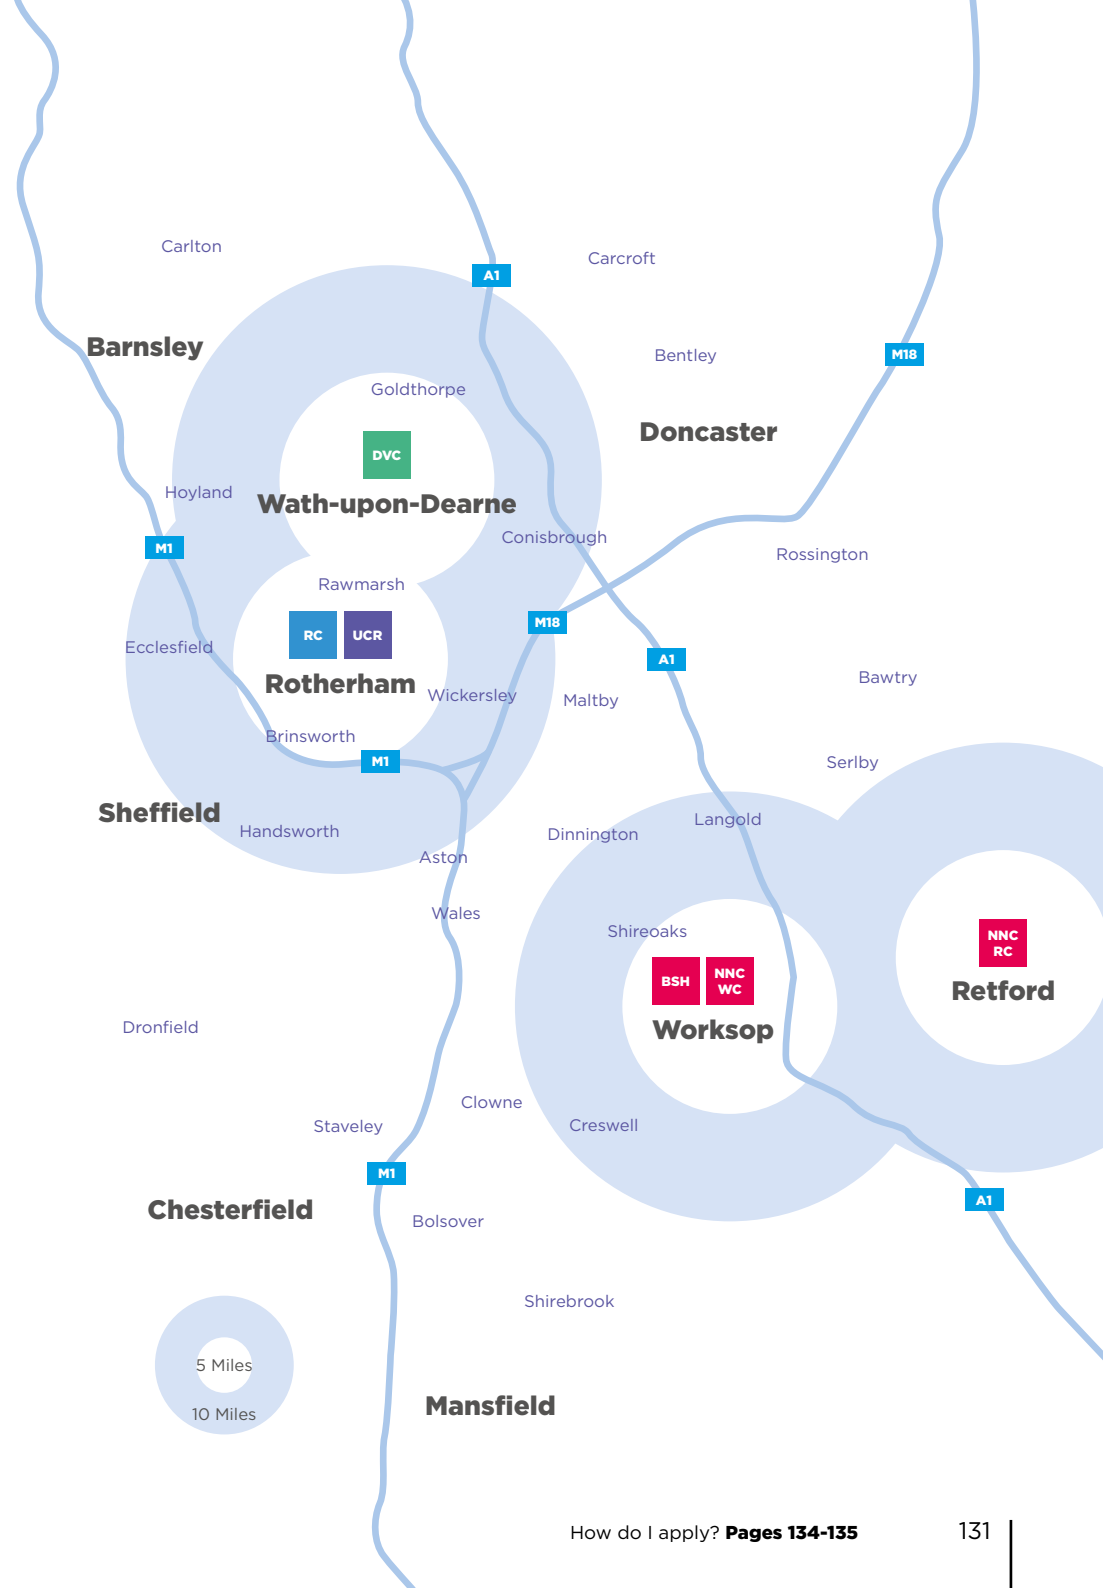 Carlton
Carcroft
A1
Barnsley
Bentley
M18
Goldthorpe
Doncaster
DVC
Hoyland
Wath-upon-Dearne
Conisbrough
M1
Rossington
Rawmarsh
M18
RC
UCR
Ecclesfield
A1
Rotherham
Wickersley
Maltby
Bawtry
Brinsworth
M1
Serlby
Sheffield
Handsworth
Langold
Dinnington
Aston
Wales
Shireoaks
NNC
RC
BSH
NNC
WC
Retford
Worksop
Dronfield
Clowne
Staveley
Creswell
M1
Chesterfield
A1
Bolsover
Shirebrook
5 Miles
10 Miles
Mansfield
How do I apply? Pages 134-135
131